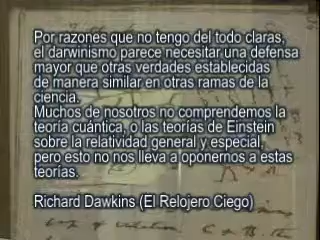 Por razones que no tengo del todo claras,
el darwinismo parece necesitar una defensa
mayor que otras verdades establecidas
de manera similar en otras ramas de la
ciencia.
Muchos de nosotros no comprendemos la
teoría cuántica, o las teorías de Einstein
sobre la relatividad general y especial,
pero esto no nos lleva a oponernos a estas
teorías.
Richard Dawkins (El Relojero Ciego)